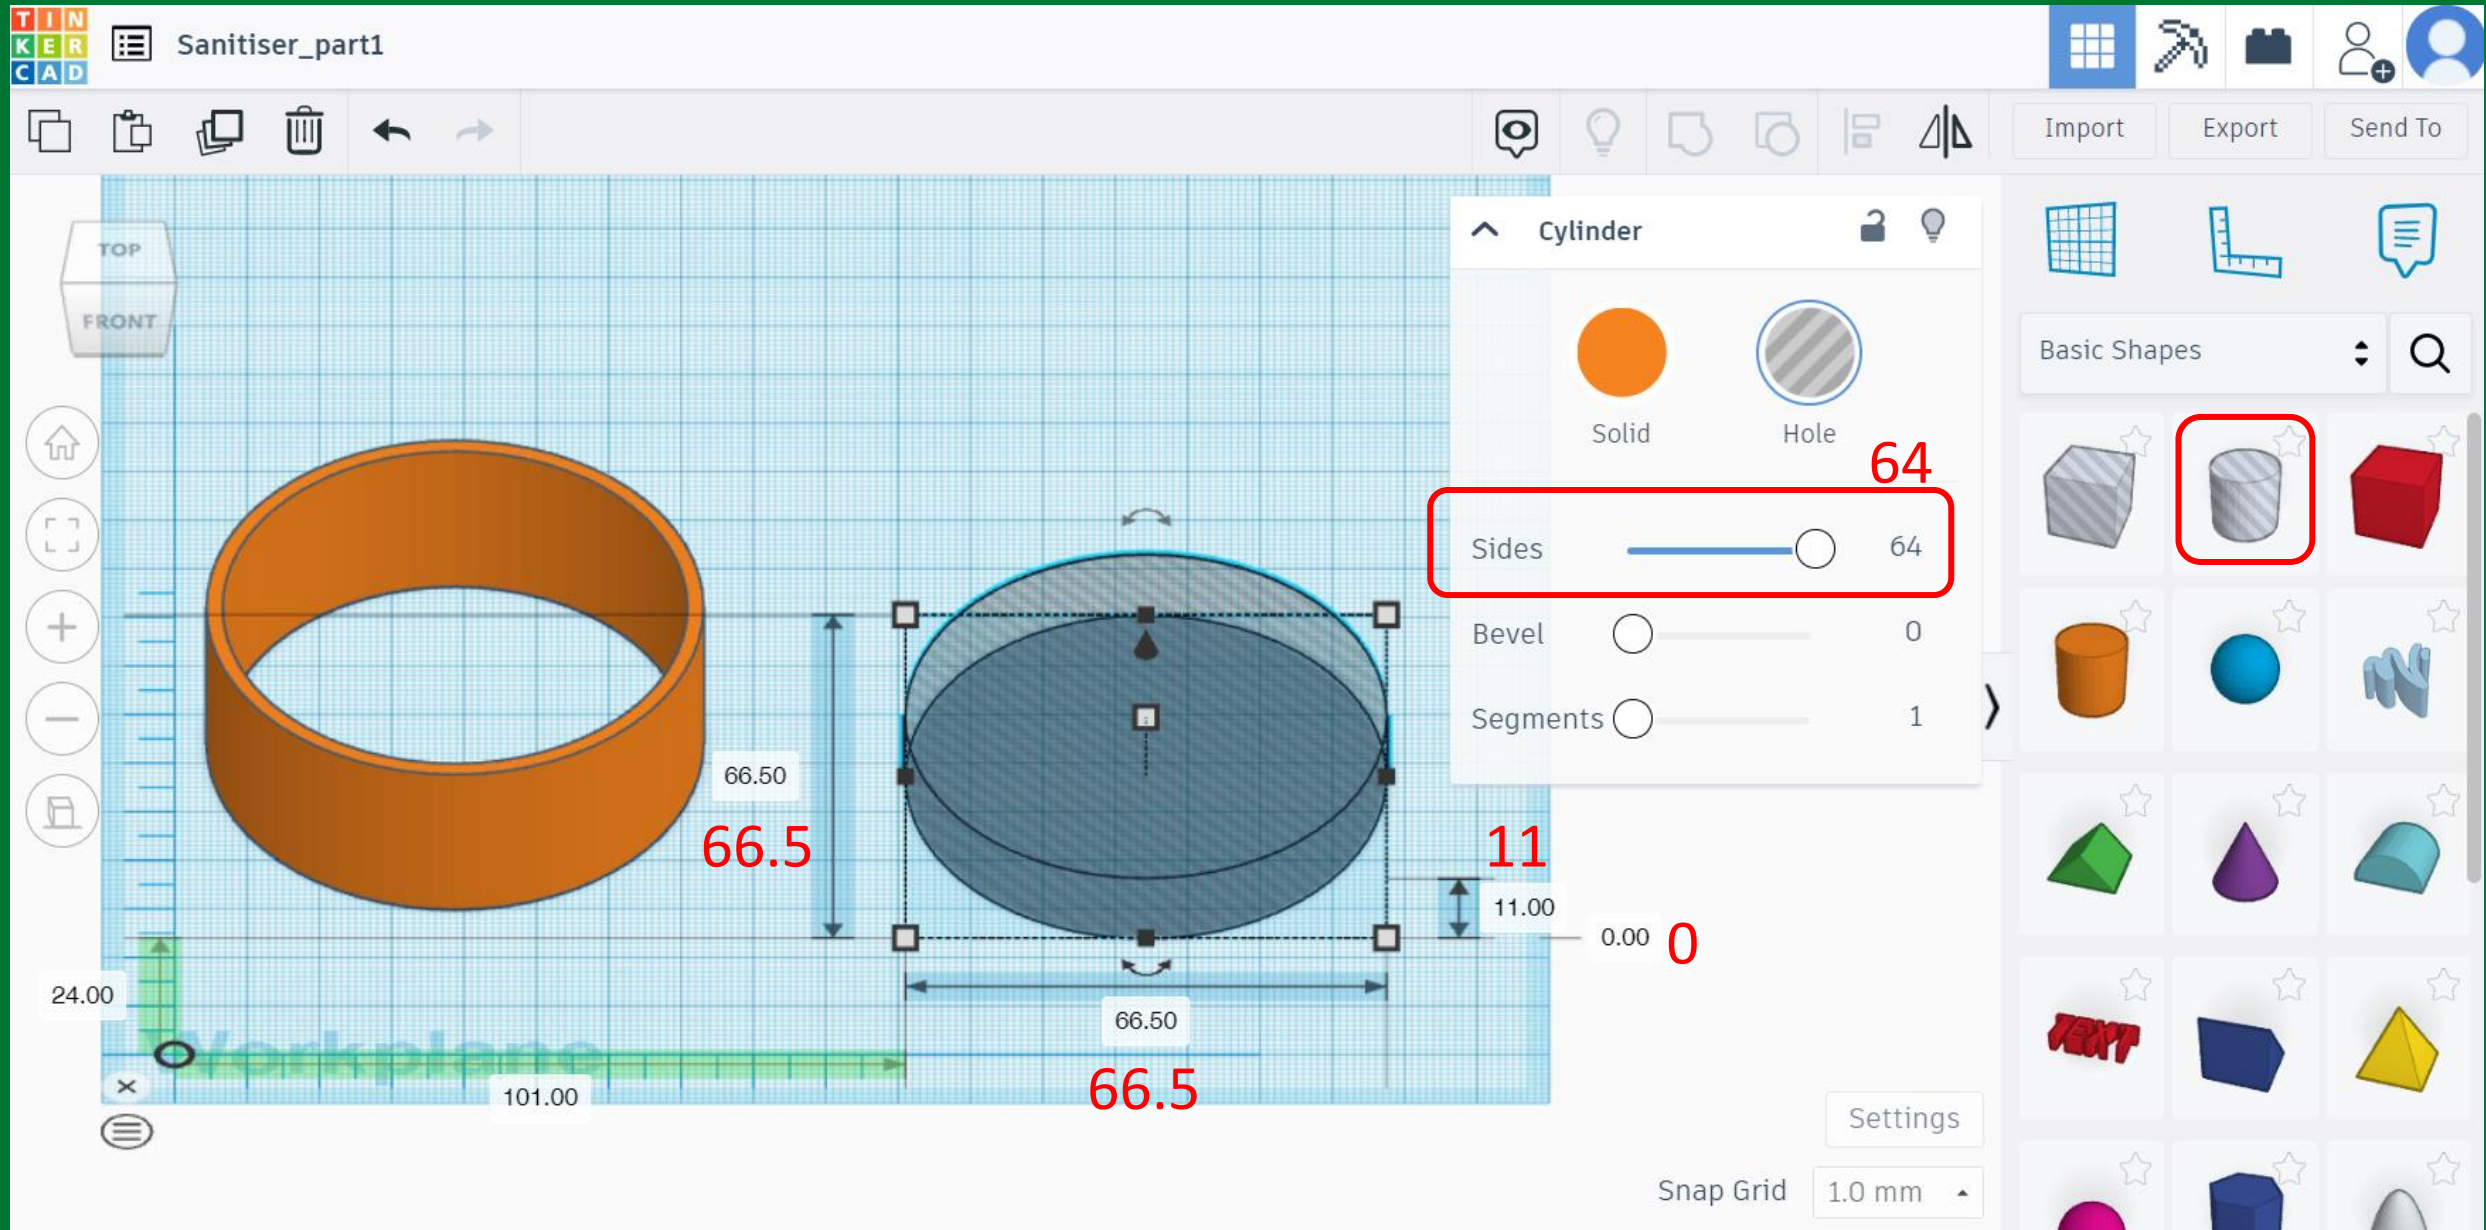 TIN
KER
CAD
Sanitiser_part1
Import
Export
Send To
TOP
FRONT
Cylinder
Solid
Hole
64
Sides
64
Bevel
0
Segments
1
Basic Shapes
66.50
66.5
11
11.00
0.00
0
24.00
Workplane
66.50
66.5
101.00
TEXT
Settings
Snap Grid
1.0 mm